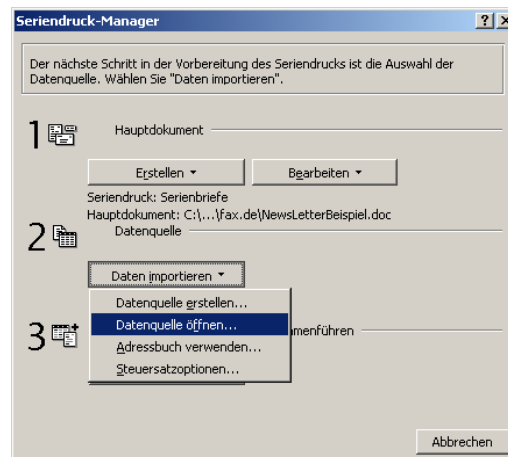 Seriendruck-Manager
Der nächste Schritt in der Vorbereitung des Seriendrucks ist die Auswahl der
Datenquelle. Wählen Sie "Daten importieren".
1 Hauptdokument
Erstellen Bearbeiten
Seriendruck: Serienbriefe
Hauptdokument: C:\...\fax.de\NewsLetterBeispiel.doc
2 Datenquelle
Daten importieren
Datenquelle erstellen...
Datenquelle öffnen...
3 menführen
Adressbuch verwenden...
Steuersatzoptionen...
Abbrechen